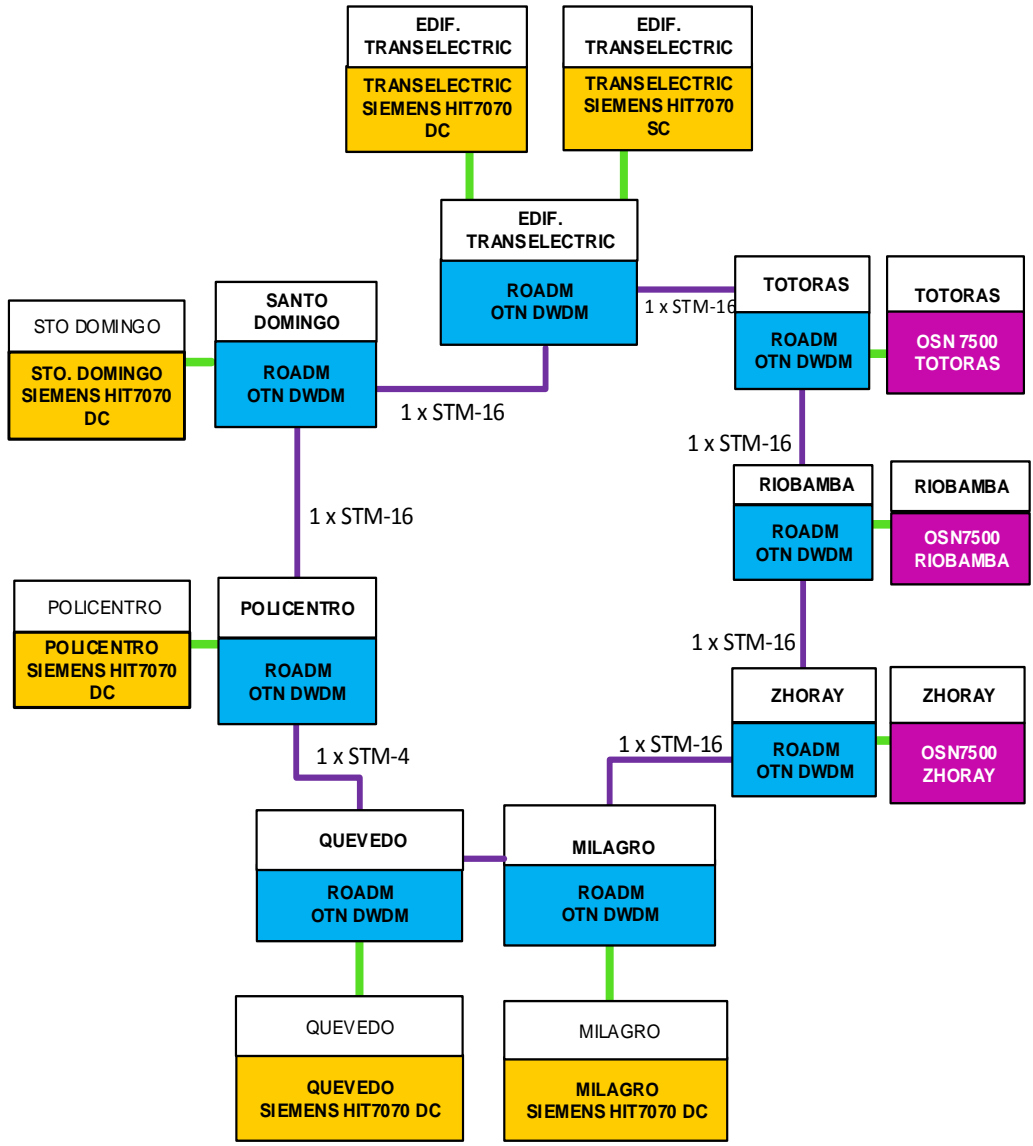 EDIF.
TRANSELECTRIC
TRANSELECTRIC
SIEMENS HIT7070
DC
EDIF.
TRANSELECTRIC
TRANSELECTRIC
SIEMENS HIT7070
SC
EDIF.
TRANSELECTRIC
ROADM
OTN DWDM
1 x STM-16
TOTORAS
ROADM
OTN DWDM
TOTORAS
OSN 7500
TOTORAS
STO DOMINGO
STO. DOMINGO
SIEMENS HIT7070
DC
SANTO
DOMINGO
ROADM
OTN DWDM
1 x STM-16
1 x STM-16
RIOBAMBA
ROADM
OTN DWDM
RIOBAMBA
OSN7500
RIOBAMBA
1 x STM-16
POLICENTRO
POLICENTRO
SIEMENS HIT7070
DC
POLICENTRO
ROADM
OTN DWDM
1 x STM-16
ZHORAY
ROADM
OTN DWDM
ZHORAY
OSN7500
ZHORAY
1 x STM-4
1 x STM-16
QUEVEDO
ROADM
OTN DWDM
MILAGRO
ROADM
OTN DWDM
QUEVEDO
QUEVEDO
SIEMENS HIT7070 DC
MILAGRO
MILAGRO
SIEMENS HIT7070 DC